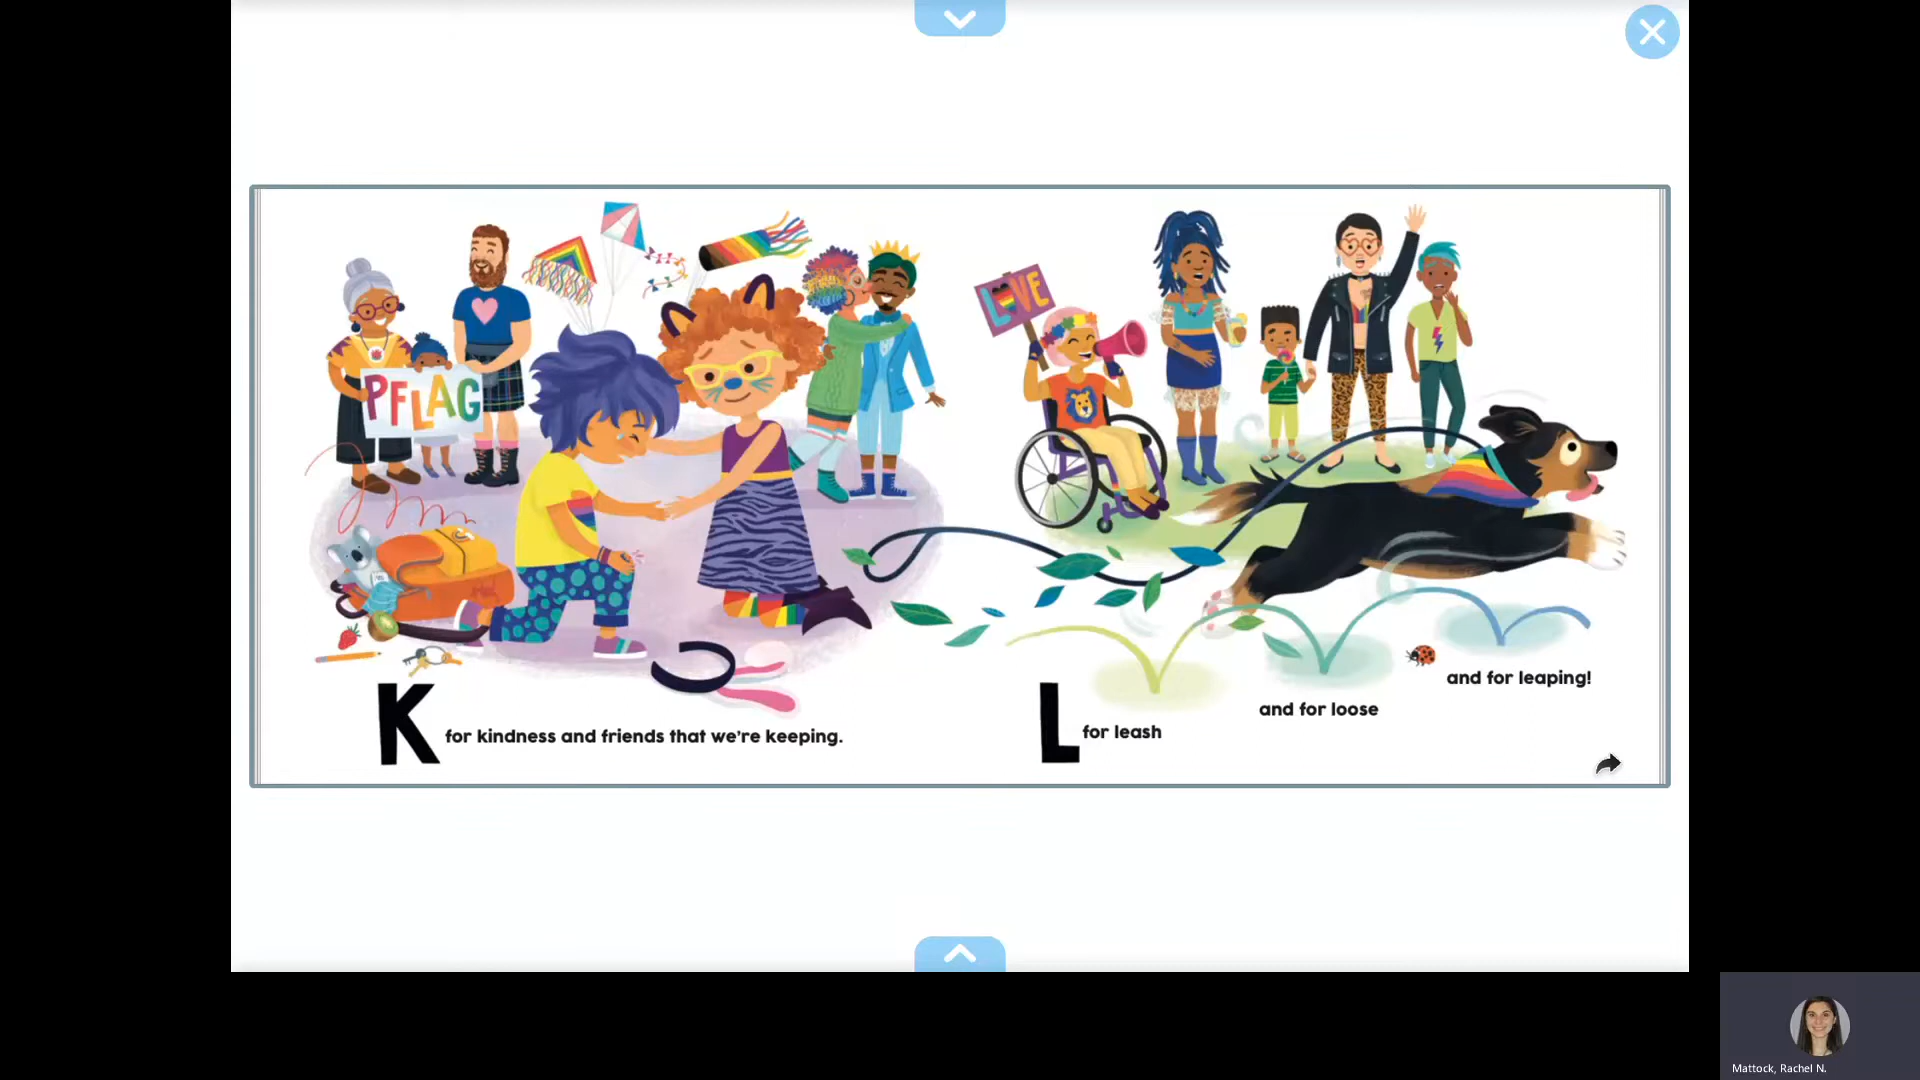 PFLAG
LOVE
K for kindness and friends that we're keeping.
L for leash
and for loose
and for leaping!
Mattock, Rachel N.